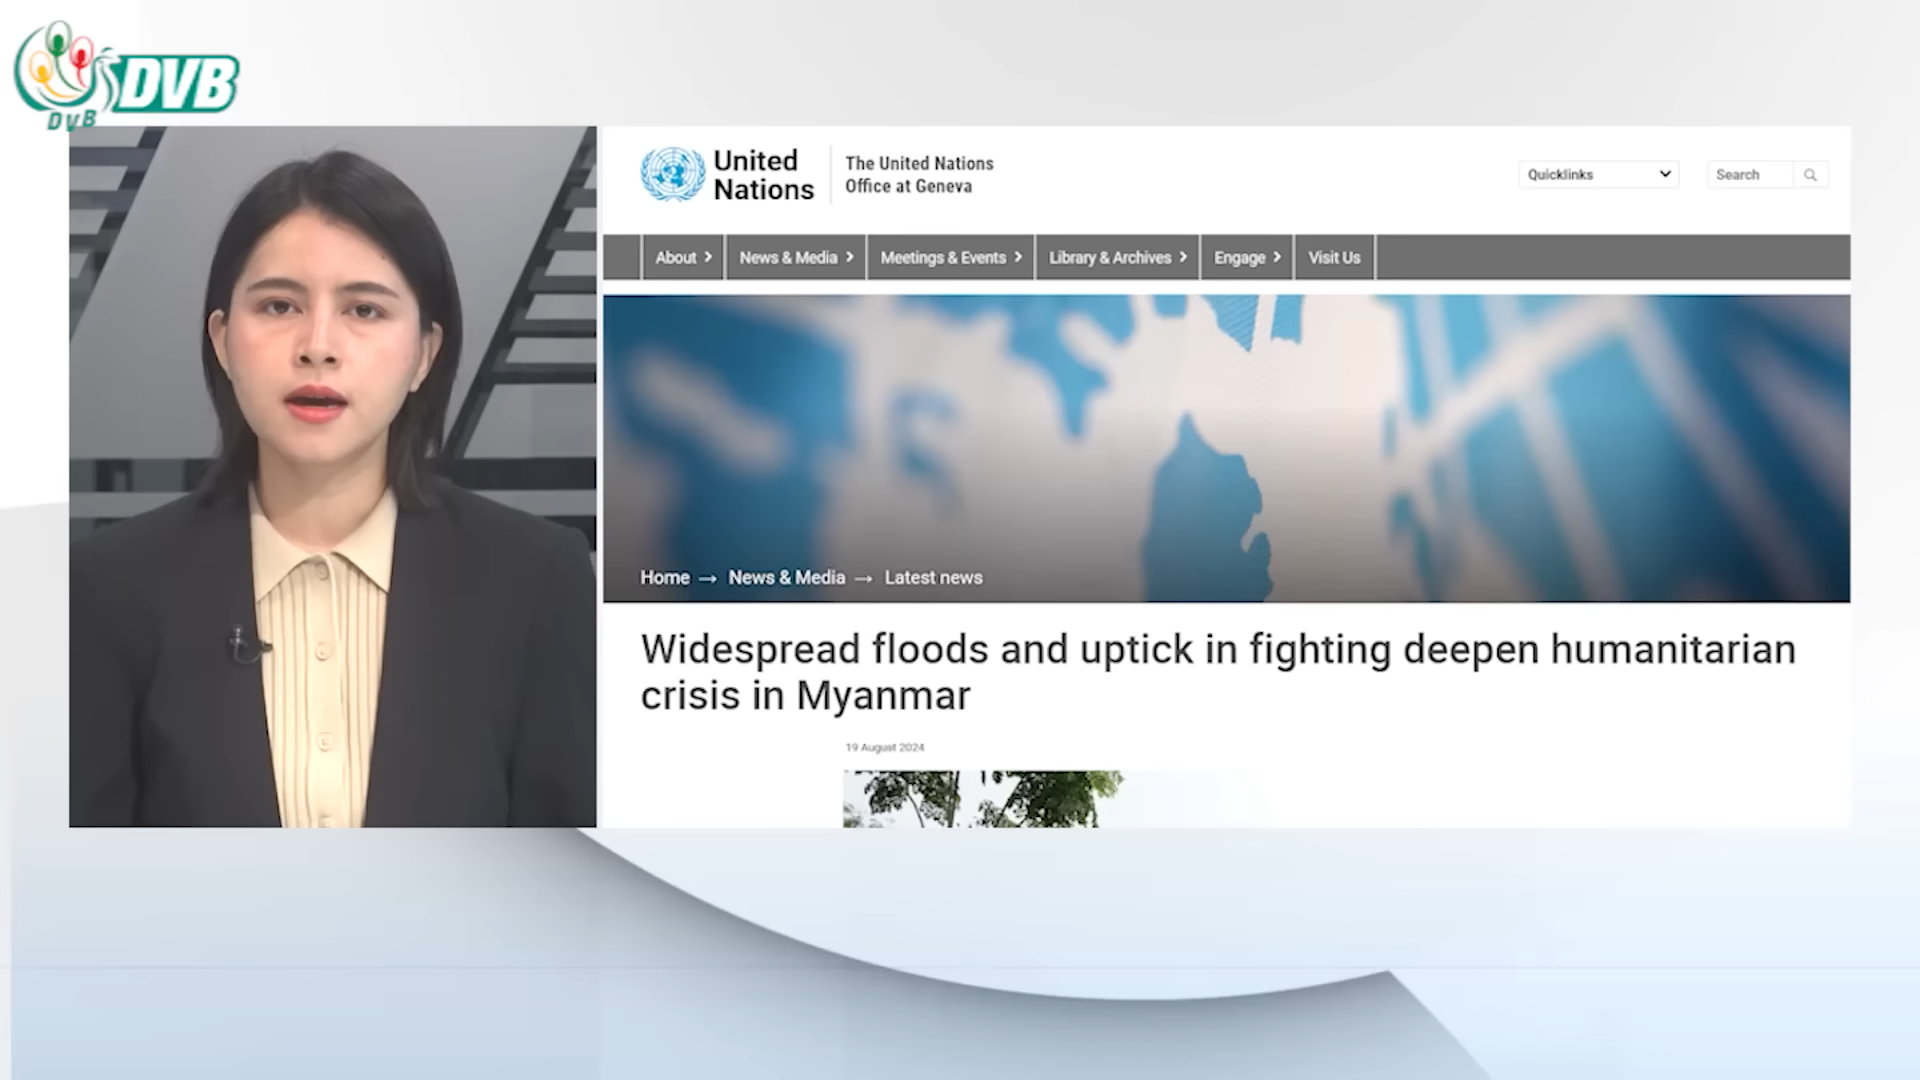 DVB
DVB
United
Nations
The United Nations
Office at Geneva
Quicklinks
Search
About
News & Media
Meetings & Events
Library & Archives
Engage
Visit Us
Home → News & Media → Latest news
Widespread floods and uptick in fighting deepen humanitarian
crisis in Myanmar
19 August 2024